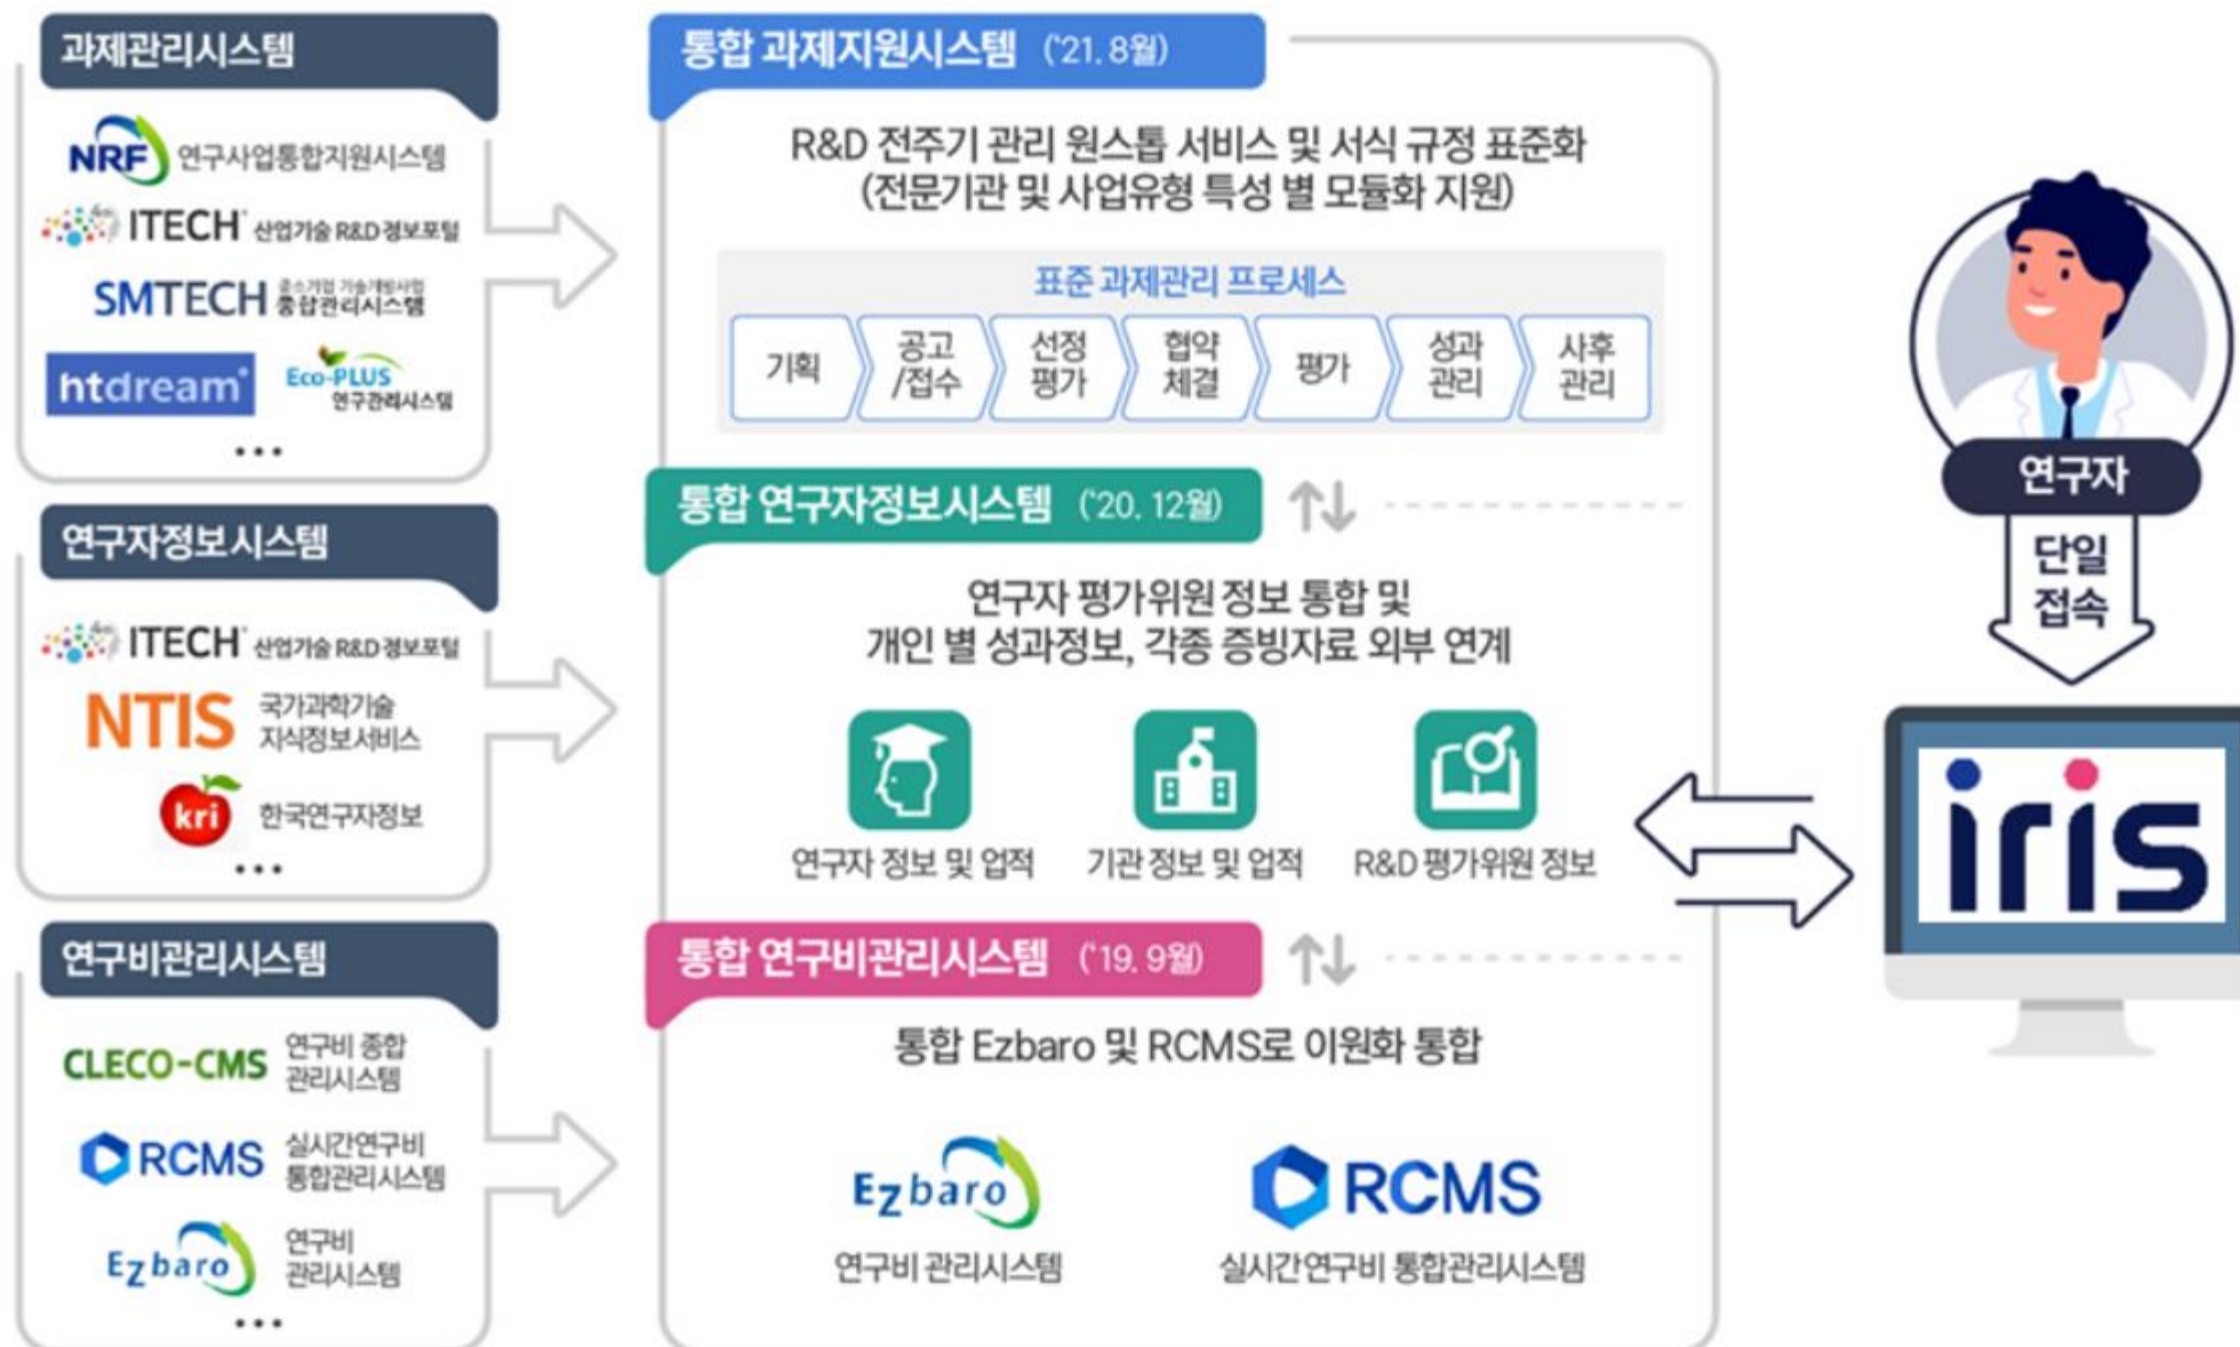 과제관리시스템
NRF 연구사업통합지원시스템
ITECH 산업기술 R&D 정보포털
SMTECH 중소기업 기술개발사업
종합관리시스템
htdream
Eco-PLUS
연구관리시스템
...
연구자정보시스템
ITECH 산업기술 R&D 정보포털
NTIS 국가과학기술
지식정보서비스
kri 한국연구자정보
...
연구비관리시스템
CLECO-CMS 연구비 종합
관리시스템
RCMS 실시간연구비
통합관리시스템
Ezbaro 연구비
관리시스템
...
통합 과제지원시스템 ('21. 8월)
R&D 전주기 관리 원스톱 서비스 및 서식 규정 표준화
(전문기관 및 사업유형 특성 별 모듈화 지원)
표준 과제관리 프로세스
기획
공고
/접수
선정
평가
협약
체결
평가
성과
관리
사후
관리
통합 연구자정보시스템 ('20. 12월)
연구자 평가위원 정보 통합 및
개인 별 성과정보, 각종 증빙자료 외부 연계
연구자 정보 및 업적
기관 정보 및 업적
R&D 평가위원 정보
통합 연구비관리시스템 ('19. 9월)
통합 Ezbaro 및 RCMS로 이원화 통합
Ezbaro
연구비 관리시스템
RCMS
실시간연구비 통합관리시스템
연구자
단일
접속
iris